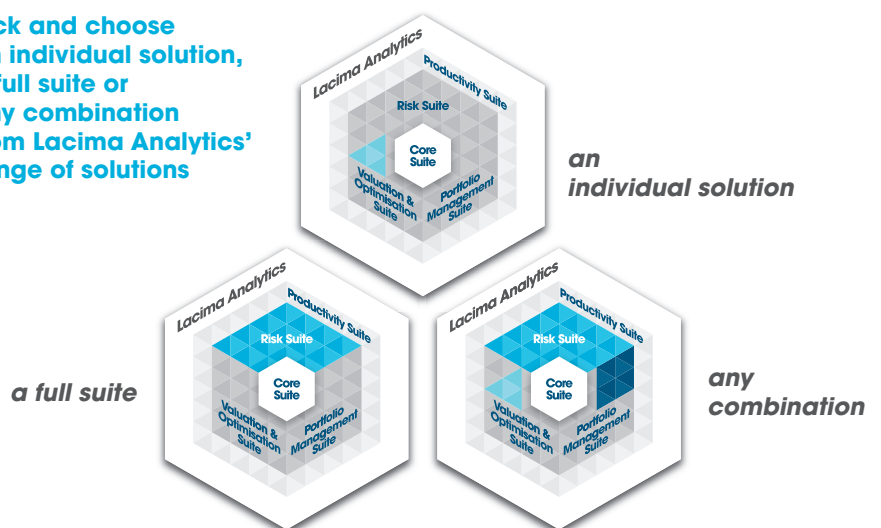 ck and choose
individual solution,
full suite or
ny combination
om Lacima Analytics'
nge of solutions
Lacima Analytics
Productivity Suite
Risk Suite
Core
Suite
Valuation &
Optimisation
Suite
Portfolio
Management
Suite
an
individual solution
Lacima Analytics
Productivity Suite
Risk Suite
Core
Suite
Valuation &
Optimisation
Suite
Portfolio
Management
Suite
a full suite
Lacima Analytics
Productivity Suite
Risk Suite
Core
Suite
Valuation &
Optimisation
Suite
Portfolio
Management
Suite
any
combination